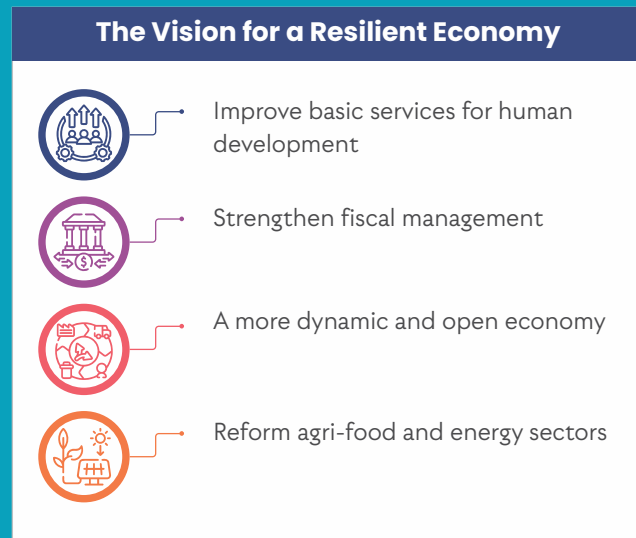 The Vision for a Resilient Economy
Improve basic services for human
development
Strengthen fiscal management
$
A more dynamic and open economy
Reform agri-food and energy sectors